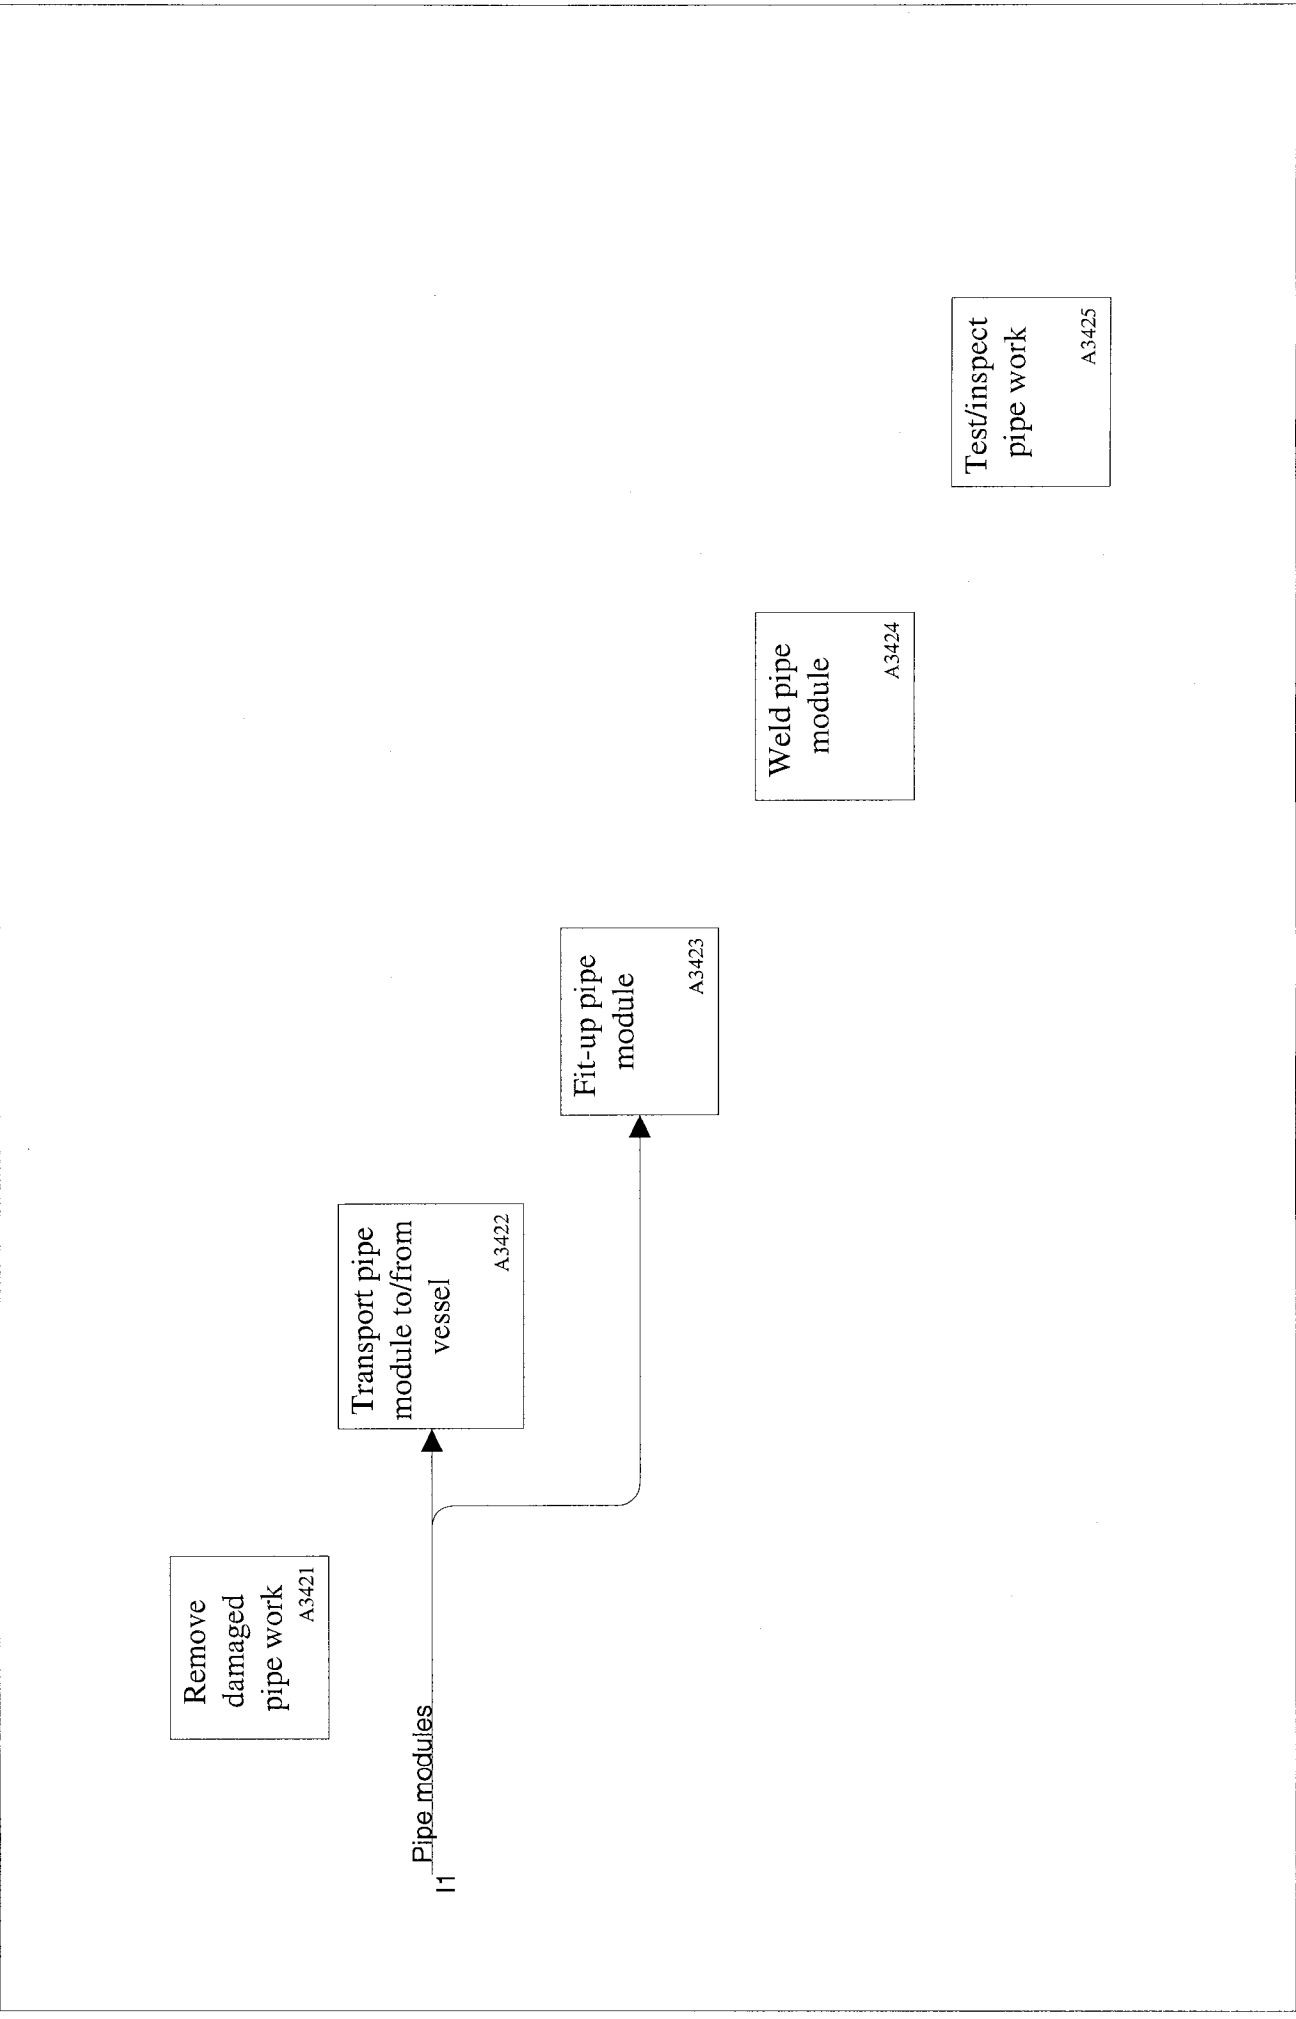 Remove
damaged
pipe work
A3421
Pipe modules
I1
Transport pipe
module to/from
vessel
A3422
Fit-up pipe
module
A3423
Weld pipe
module
A3424
Test/inspect
pipe work
A3425